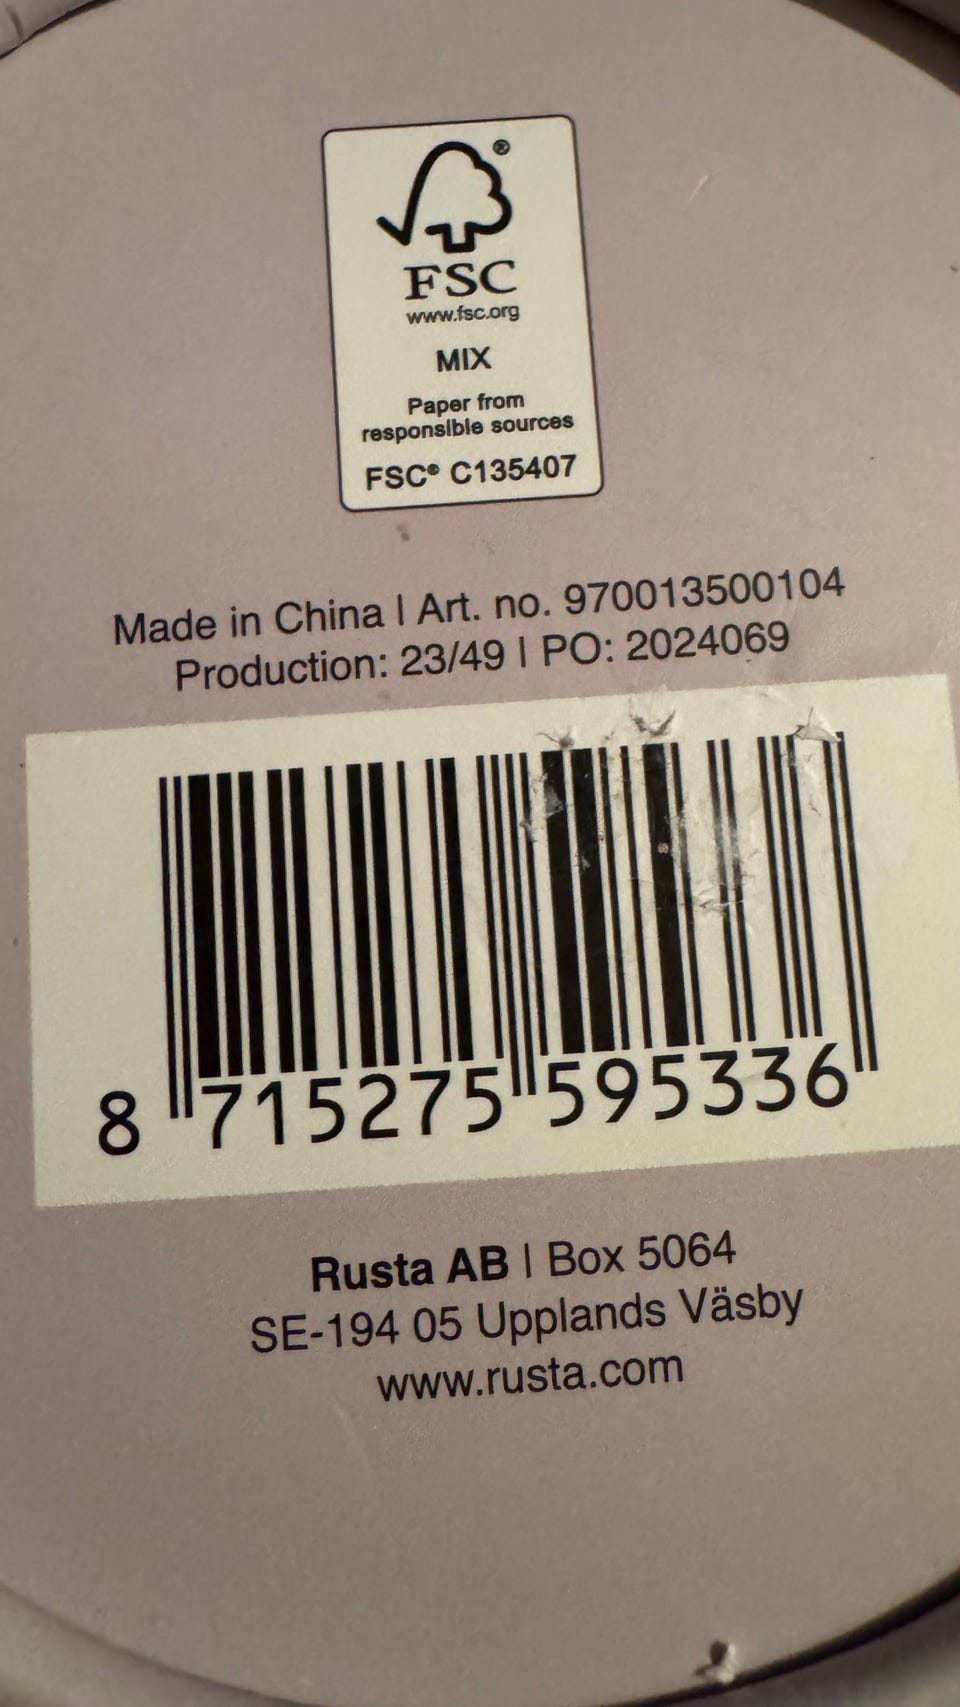 ®
FSC
www.fsc.org
MIX
Paper from
responsible sources
FSC® C135407
Made in China | Art. no. 970013500104
Production: 23/49 | PO: 2024069
8 715275 595336
Rusta AB | Box 5064
SE-194 05 Upplands Väsby
www.rusta.com